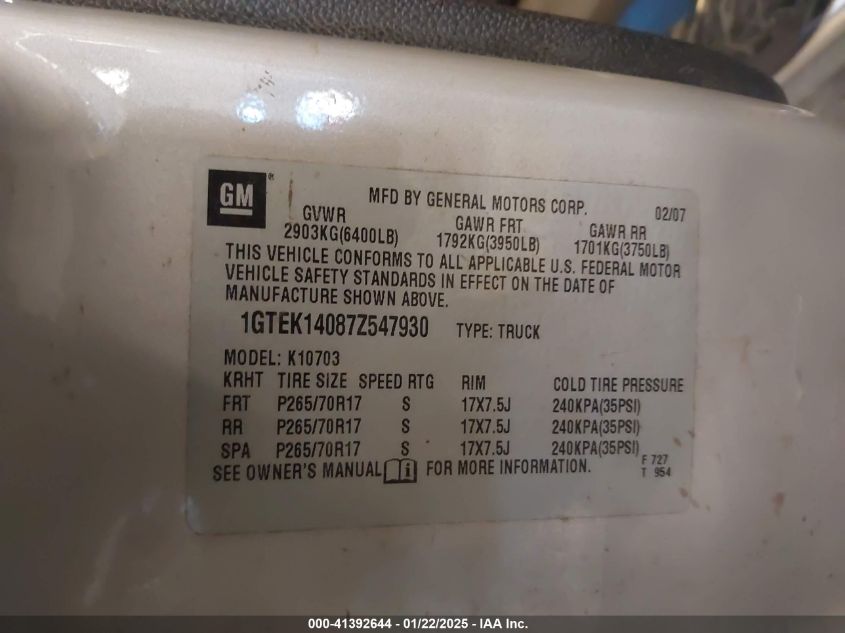 GM ® MFD BY GENERAL MOTORS CORP. 02/07
GVWR GAWR FRT GAWR RR
2903KG(6400LB) 1792KG(3950LB) 1701KG(3750LB)
THIS VEHICLE CONFORMS TO ALL APPLICABLE U.S. FEDERAL MOTOR
VEHICLE SAFETY STANDARDS IN EFFECT ON THE DATE OF
MANUFACTURE SHOWN ABOVE.
1GTEK14087Z547930 TYPE: TRUCK
MODEL: K10703
KRHT TIRE SIZE SPEED RTG RIM COLD TIRE PRESSURE
FRT P265/70R17 S 17X7.5J 240KPA(35PSI)
RR P265/70R17 S 17X7.5J 240KPA(35PSI)
SPA P265/70R17 S 17X7.5J 240KPA(35PSI)
F 727
SEE OWNER'S MANUAL i FOR MORE INFORMATION. T 954
000-41392644 - 01/22/2025 - IAA Inc.